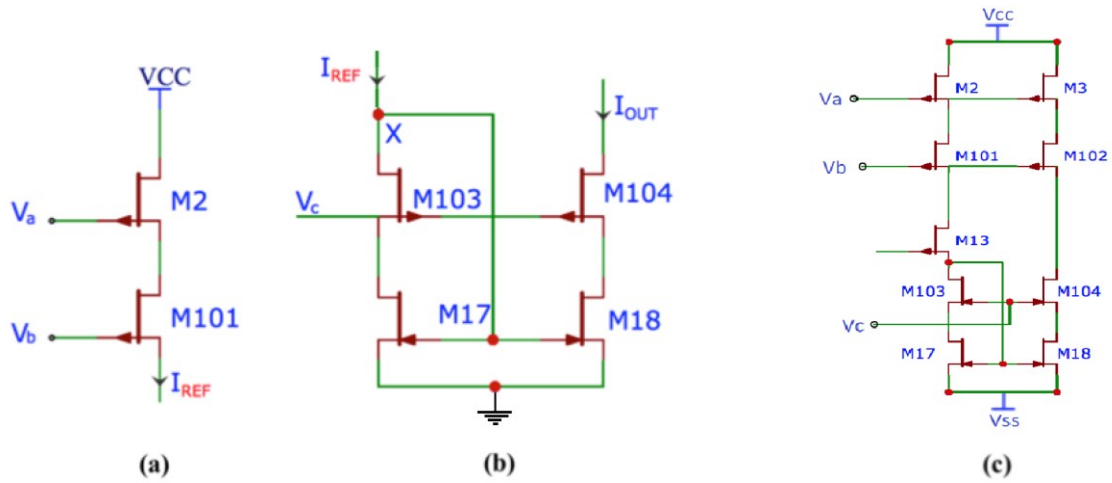 VCC
Va
M2
Vb
M101
IREF
(a)
IREF
X
IOUT
Vc
M103
M104
M17
M18
(b)
Vcc
Va
M2
M3
Vb
M101
M102
M13
M103
M104
Vc
M17
M18
Vss
(c)